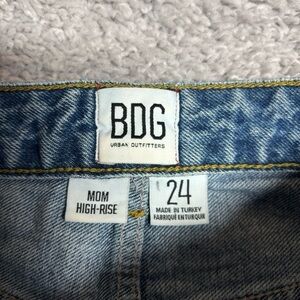 BDG
URBAN OUTFITTERS
MOM
HIGH-RISE
24
MADE IN TURKEY
FABRIQUÉ EN TURQUIE